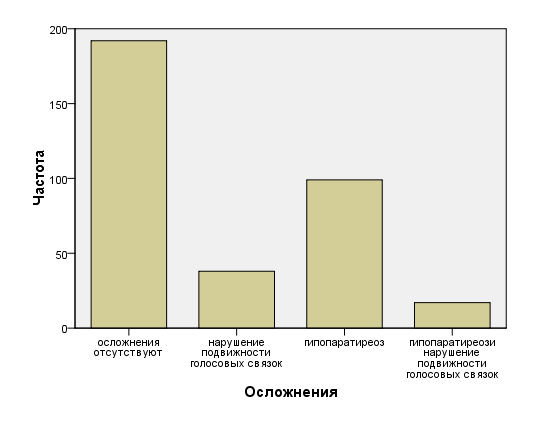 200
150
100
50
0
Частота
осложнения
отсутствуют
нарушение
подвижности
голосовых связок
гипопаратиреоз
гипопаратиреози
нарушение
подвижности
голосовых связок
Осложнения